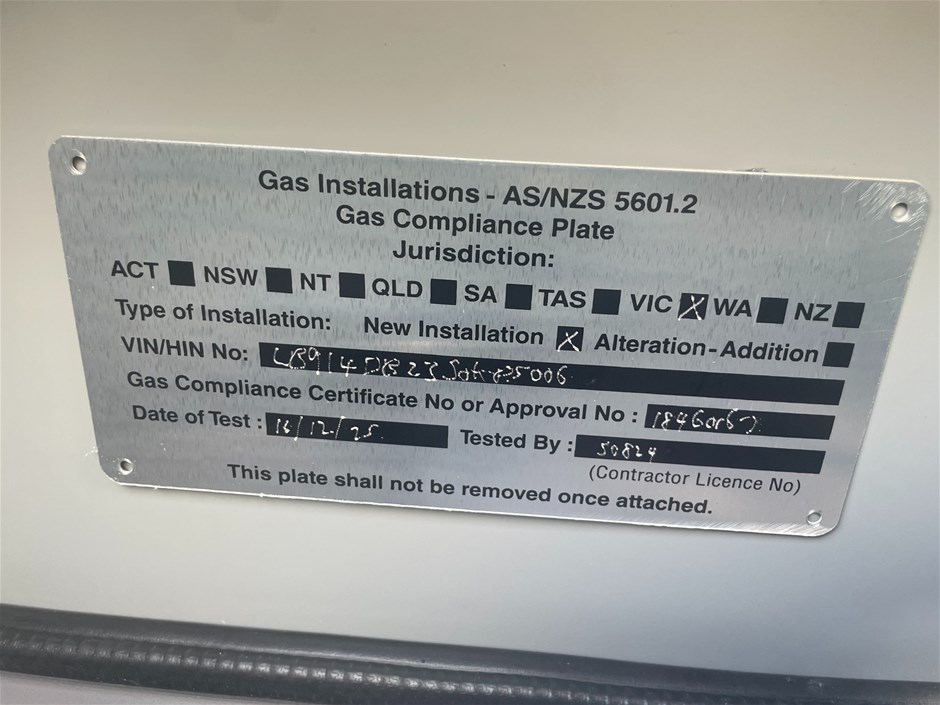 Gas Installations - AS/NZS 5601.2
Gas Compliance Plate
Jurisdiction:
ACT NSW NT QLD SA TAS VIC X WA NZ
Type of Installation: New Installation X Alteration-Addition
VIN/HIN No:
Gas Compliance Certificate No or Approval No :
Date of Test : 16/12/25 Tested By : 50824
(Contractor Licence No)
This plate shall not be removed once attached.